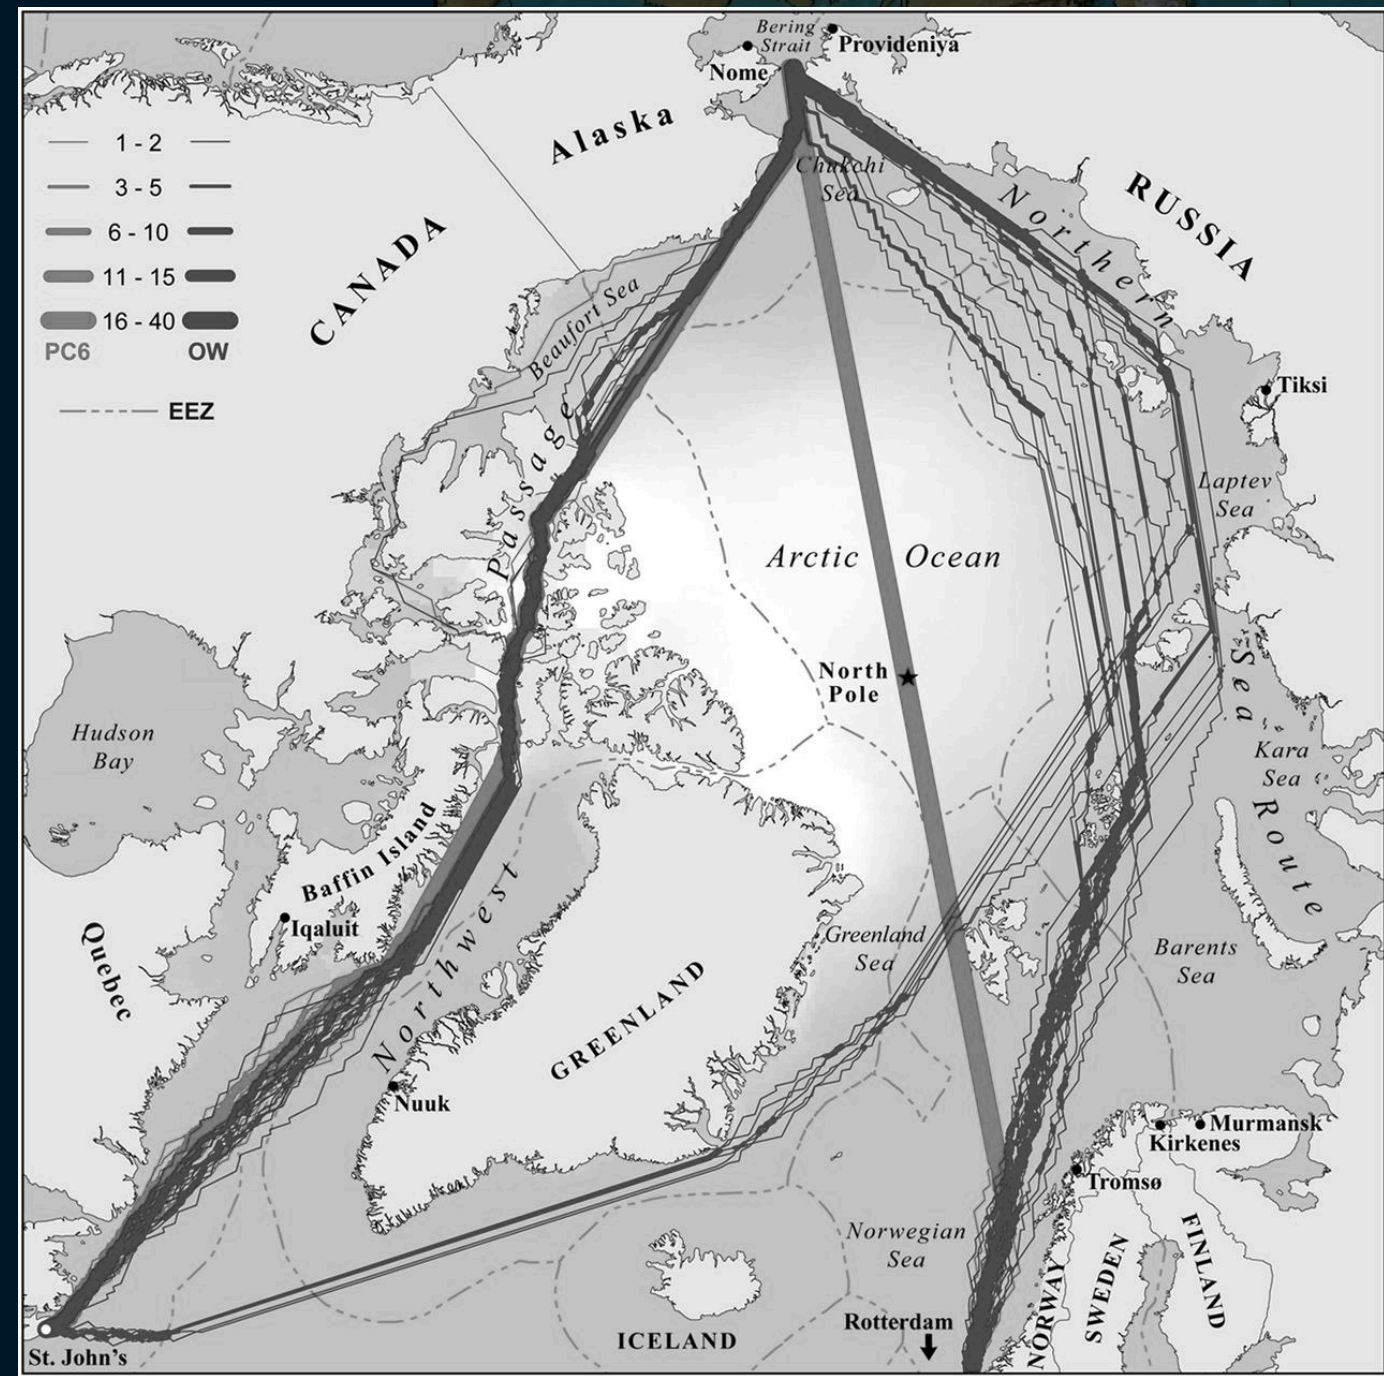 Bering
Strait
Provideniya
Nome
Alaska
Chukchi
Sea
RUSSIA
Northern
1 - 2
3 - 5
6 - 10
11 - 15
16 - 40
PC6
OW
EEZ
CANADA
Beaufort Sea
Tiksi
Passage
Laptev
Sea
Arctic Ocean
North
Pole
Sea
Kara
Sea
Route
Hudson
Bay
Baffin Island
Iqaluit
Quebec
Northwest
Greenland
Sea
Barents
Sea
GREENLAND
Nuuk
Murmansk
Kirkenes
Tromsø
Norwegian
Sea
NORWAY
SWEDEN
FINLAND
Rotterdam
ICELAND
St. John's